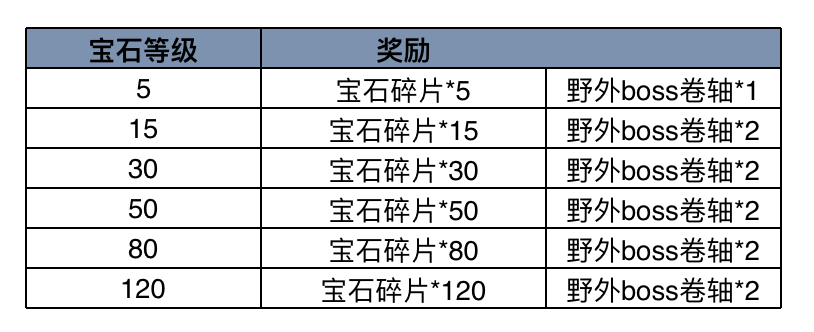 宝石等级 奖励
5 宝石碎片*5 野外boss卷轴*1
15 宝石碎片*15 野外boss卷轴*2
30 宝石碎片*30 野外boss卷轴*2
50 宝石碎片*50 野外boss卷轴*2
80 宝石碎片*80 野外boss卷轴*2
120 宝石碎片*120 野外boss卷轴*2